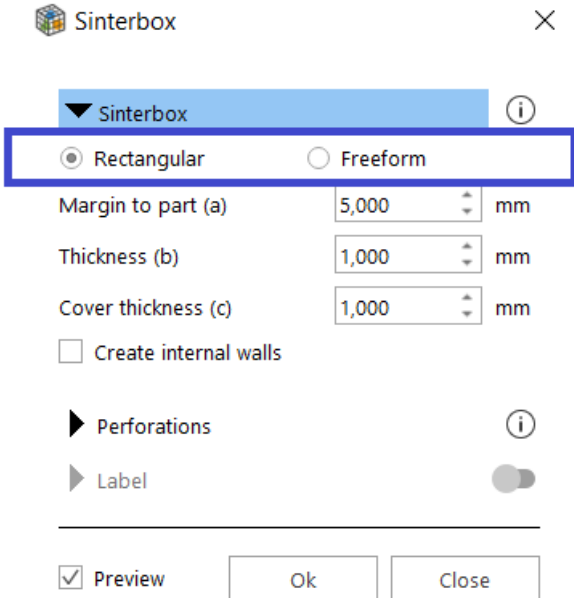 Sinterbox
Sinterbox
Rectangular Freeform
Margin to part (a) 5,000 mm
Thickness (b) 1,000 mm
Cover thickness (c) 1,000 mm
Create internal walls
Perforations
Label
Preview Ok Close